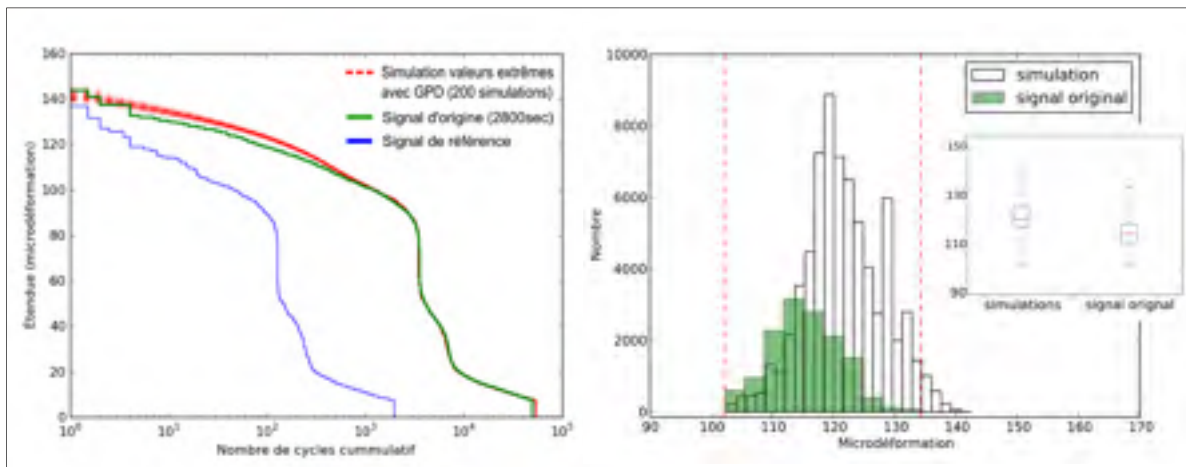 160
140
120
100
80
60
40
20
0
Étendue (microdéformation)
Simulation valeurs extrêmes
avec GPD (200 simulations)
Signal d'origine (2800sec)
Signal de référence
10⁰ 10¹ 10² 10³ 10⁴ 10⁵
Nombre de cycles cummulatif
10000
8000
6000
4000
2000
0
Nombre
simulation
signal original
150
130
110
90
simulations signal orignal
90 100 110 120 130 140 150 160 170
Microdéformation